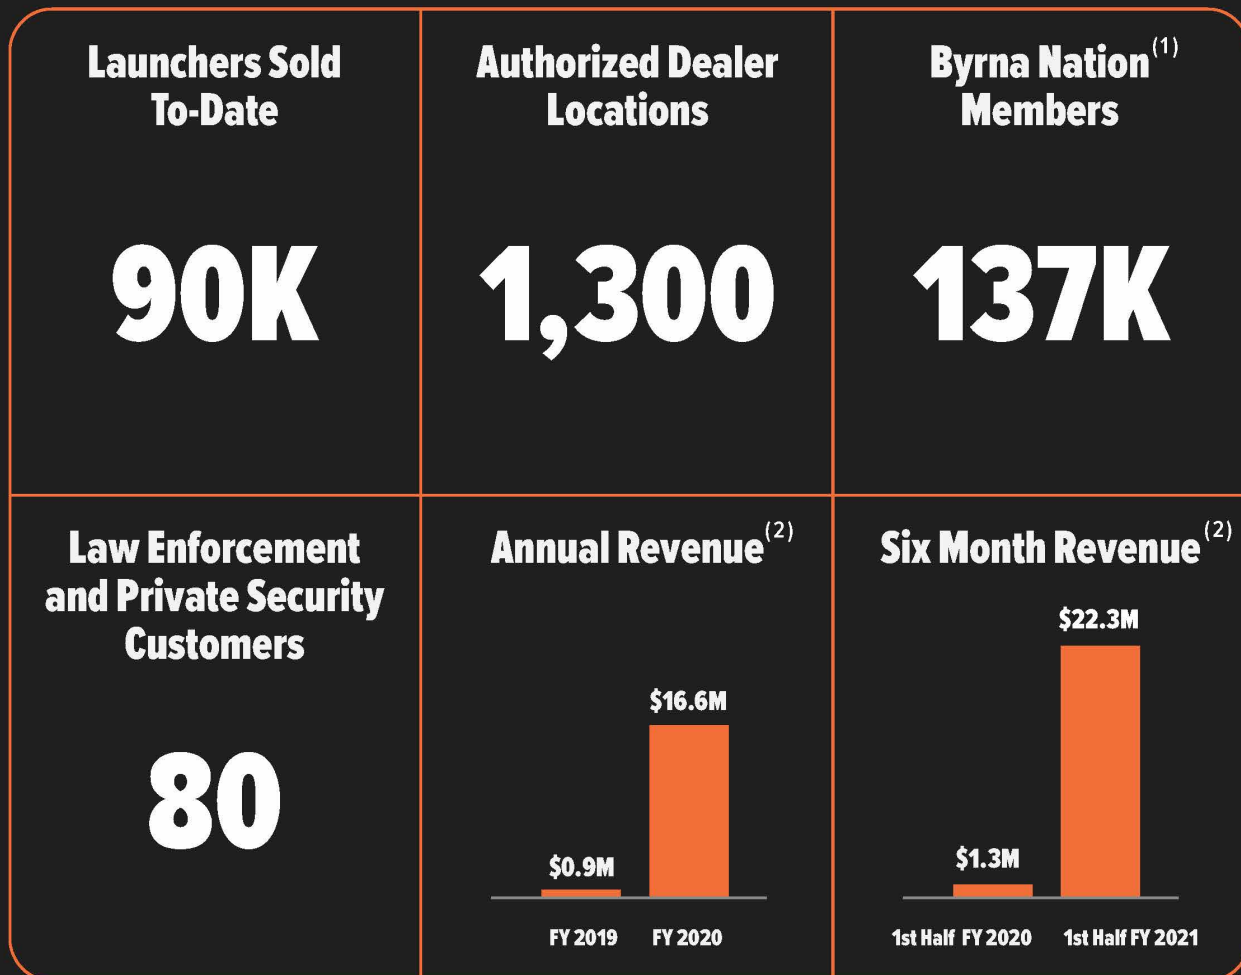 Launchers Sold
To-Date
90K
Authorized Dealer
Locations
1,300
Byrna Nation(1)
Members
137K
Law Enforcement
and Private Security
Customers
80
Annual Revenue(2)
$16.6M
$0.9M
FY 2019 FY 2020
Six Month Revenue(2)
$22.3M
$1.3M
1st Half FY 2020 1st Half FY 2021